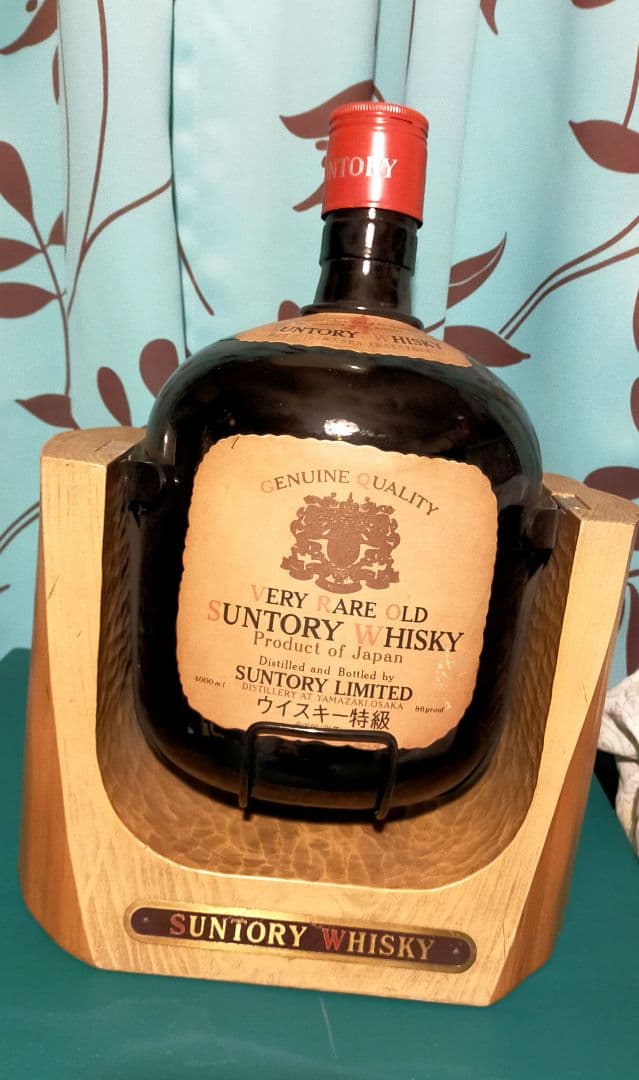 SUNTORY
SUNTORY WHISKY
GENUINE QUALITY
VERY RARE OLD
SUNTORY WHISKY
Product of Japan
Distilled and Bottled by
SUNTORY LIMITED
DISTILLERY AT YAMAZAKI.OSAKA
4000ml
86proof
ウイスキー特級
SUNTORY WHISKY